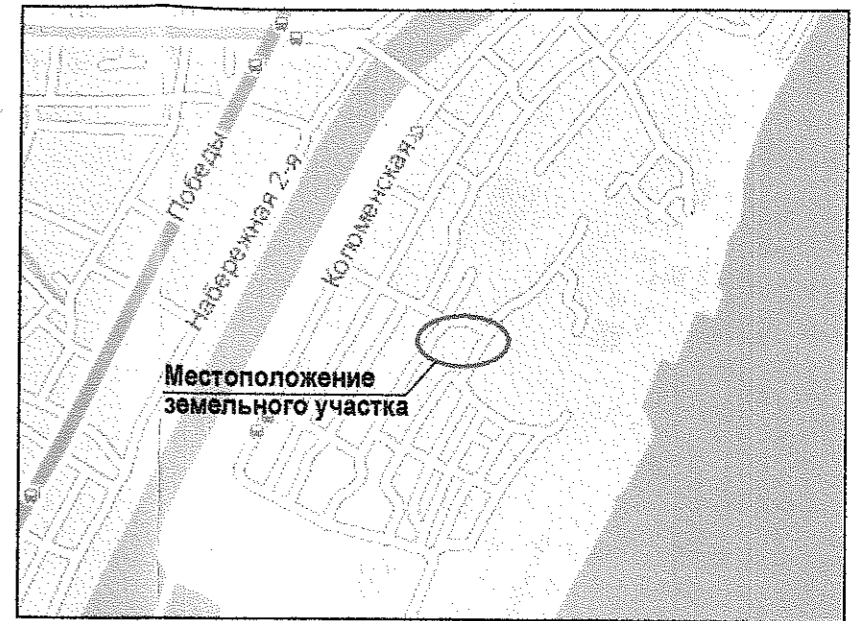 Победы
Набережная 2-я
Коломенская
Местоположение
земельного участка